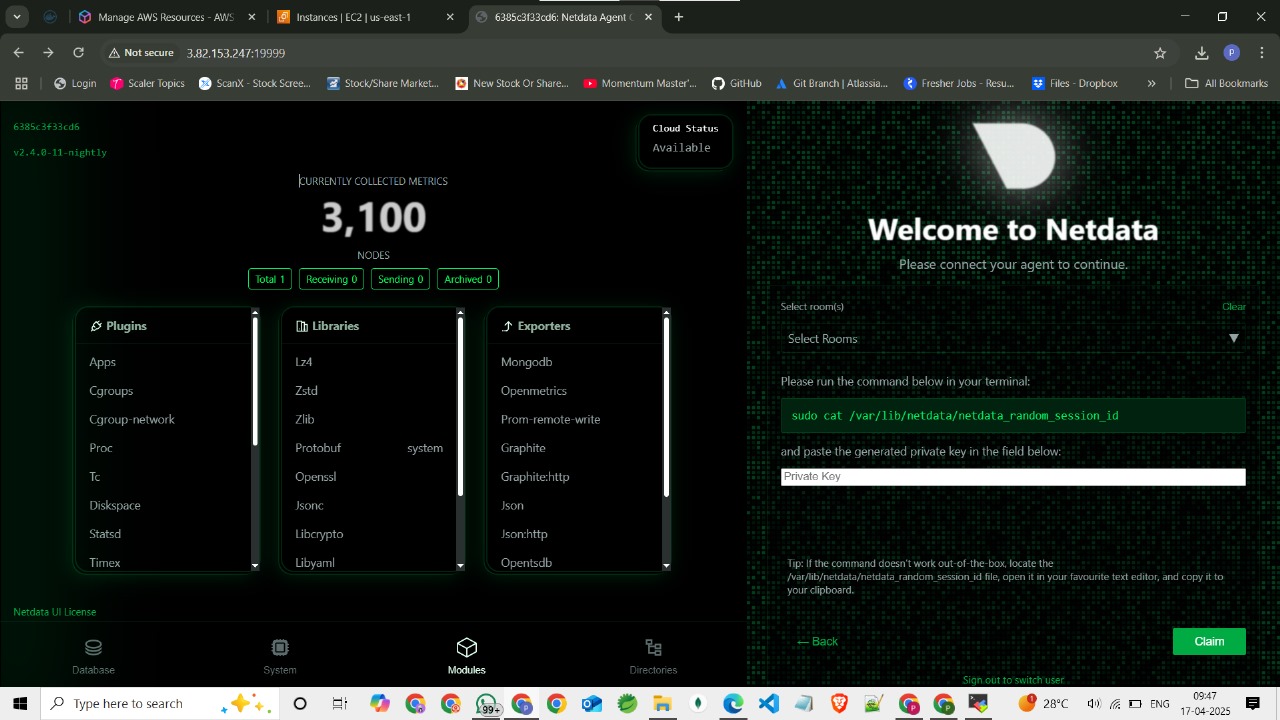 Manage AWS Resources - AWS
Instances | EC2 | us-east-1
6385c3f33cd6: Netdata Agent C
Not secure
3.82.153.247:19999
p
Login
Scaler Topics
ScanX - Stock Scree...
Stock/Share Market...
New Stock Or Share...
Momentum Master'...
GitHub
Git Branch | Atlassia...
Fresher Jobs - Resu...
Files - Dropbox
»
All Bookmarks
6385c3f33cd6
v2.4.0-11-nightly
Cloud Status
Available
CURRENTLY COLLECTED METRICS
3,100
NODES
Total 1
Receiving 0
Sending 0
Archived 0
Plugins
Apps
Cgroups
Cgroup-network
Proc
Tc
Diskspace
Statsd
Timex
Libraries
Lz4
Zstd
Zlib
Protobuf system
Openssl
Jsonc
Libcrypto
Libyaml
Exporters
Mongodb
Openmetrics
Prom-remote-write
Graphite
Graphite:http
Json
Json:http
Opentsdb
Netdata UI License
Database
System
Modules
Directories
Welcome to Netdata
Please connect your agent to continue.
Select room(s)
Clear
Select Rooms
Please run the command below in your terminal:
sudo cat /var/lib/netdata/netdata_random_session_id
and paste the generated private key in the field below:
Private Key
Tip: If the command doesn't work out-of-the-box, locate the
/var/lib/netdata/netdata_random_session_id file, open it in your favourite text editor, and copy it to
your clipboard.
← Back
Claim
Sign out to switch user
Type here to search
99+
28°C
ENG
09:47
17-04-2025